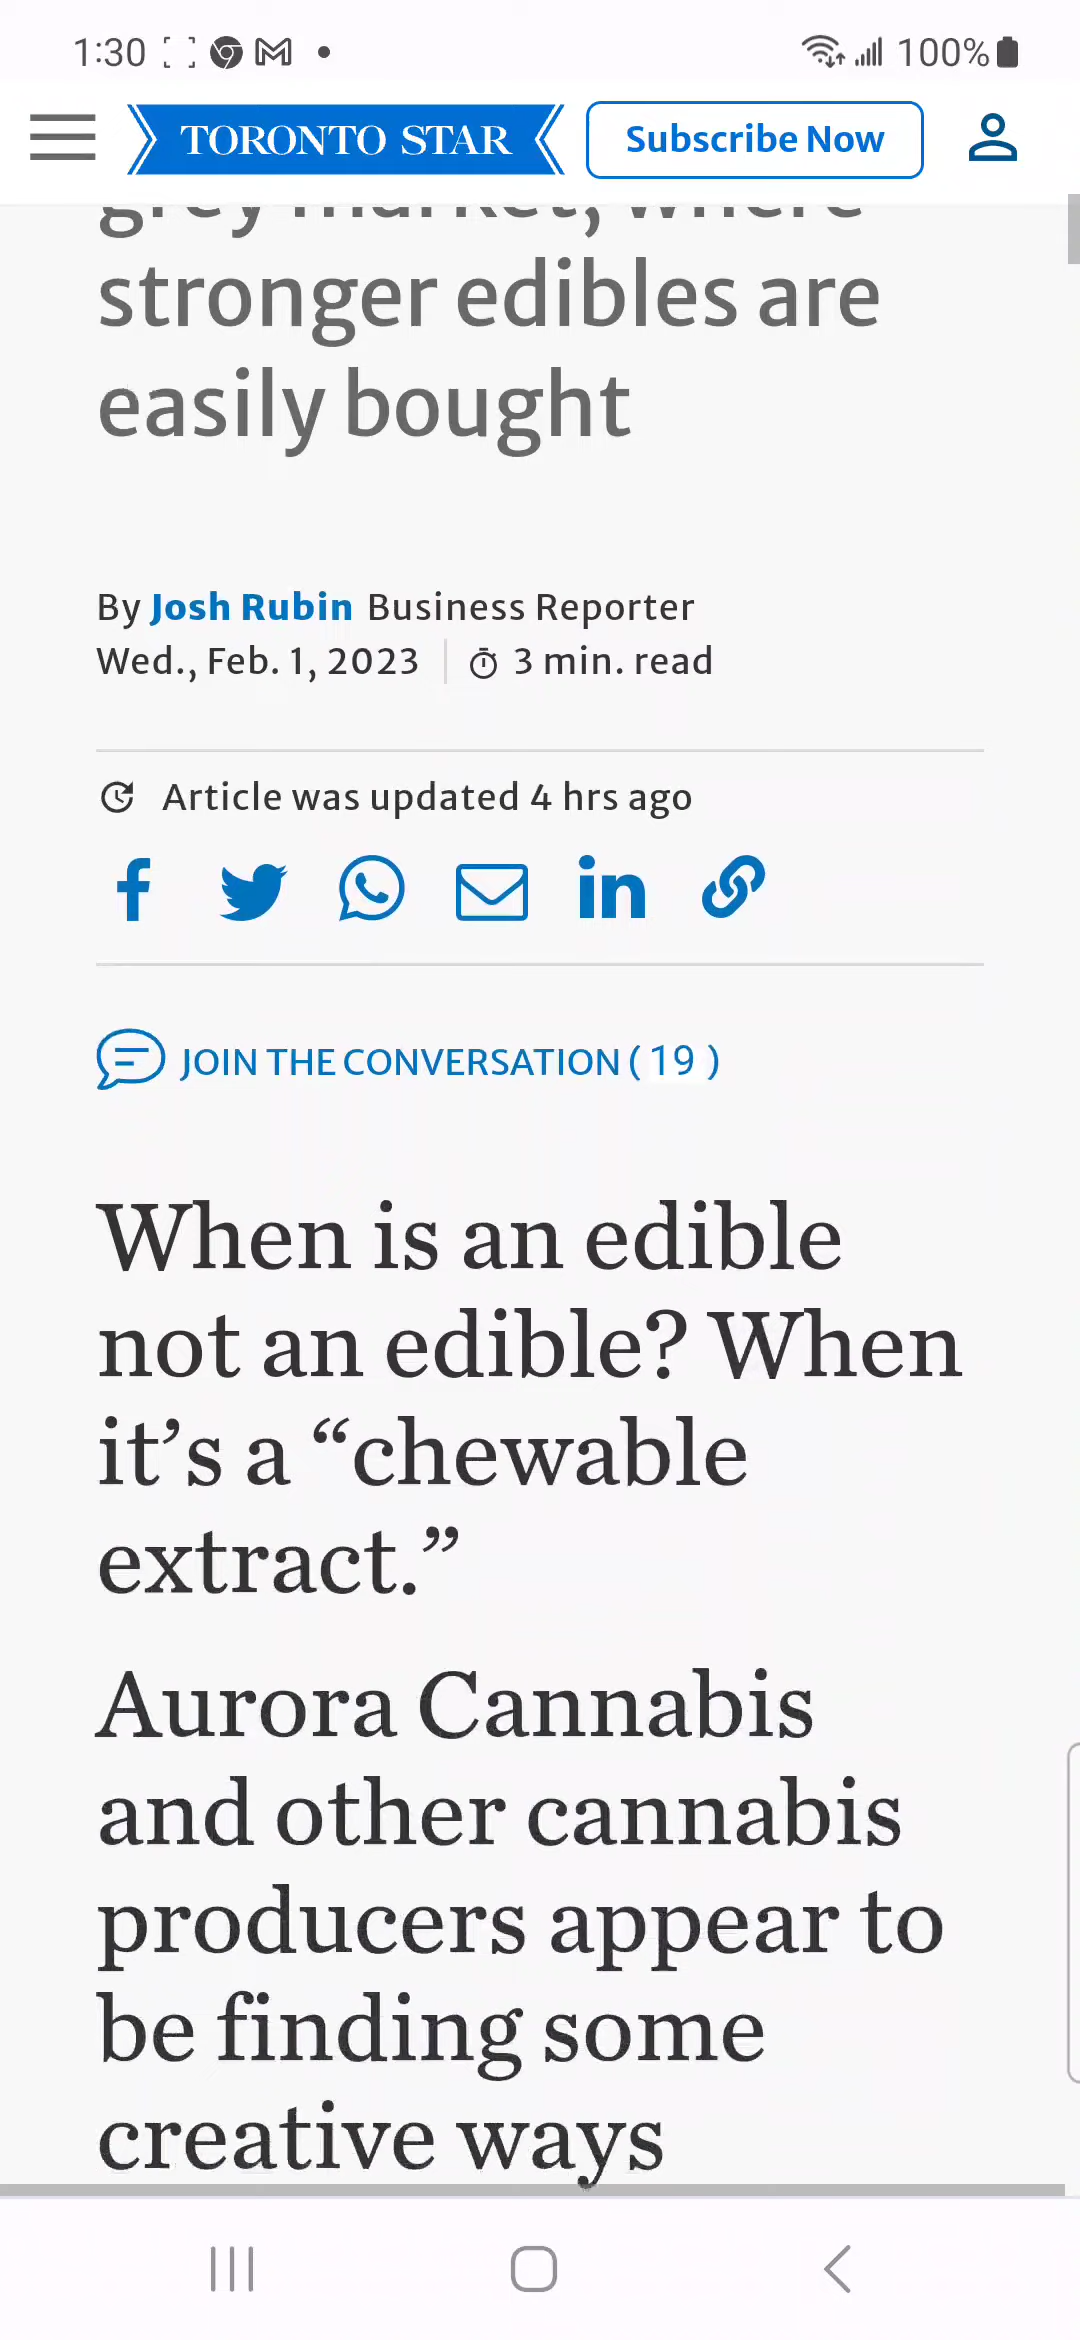 1:30
100%
TORONTO STAR
Subscribe Now
grey market, where
stronger edibles are
easily bought
By Josh Rubin Business Reporter
Wed., Feb. 1, 2023
3 min. read
Article was updated 4 hrs ago
JOIN THE CONVERSATION ( 19 )
When is an edible
not an edible? When
it’s a “chewable
extract.”
Aurora Cannabis
and other cannabis
producers appear to
be finding some
creative ways